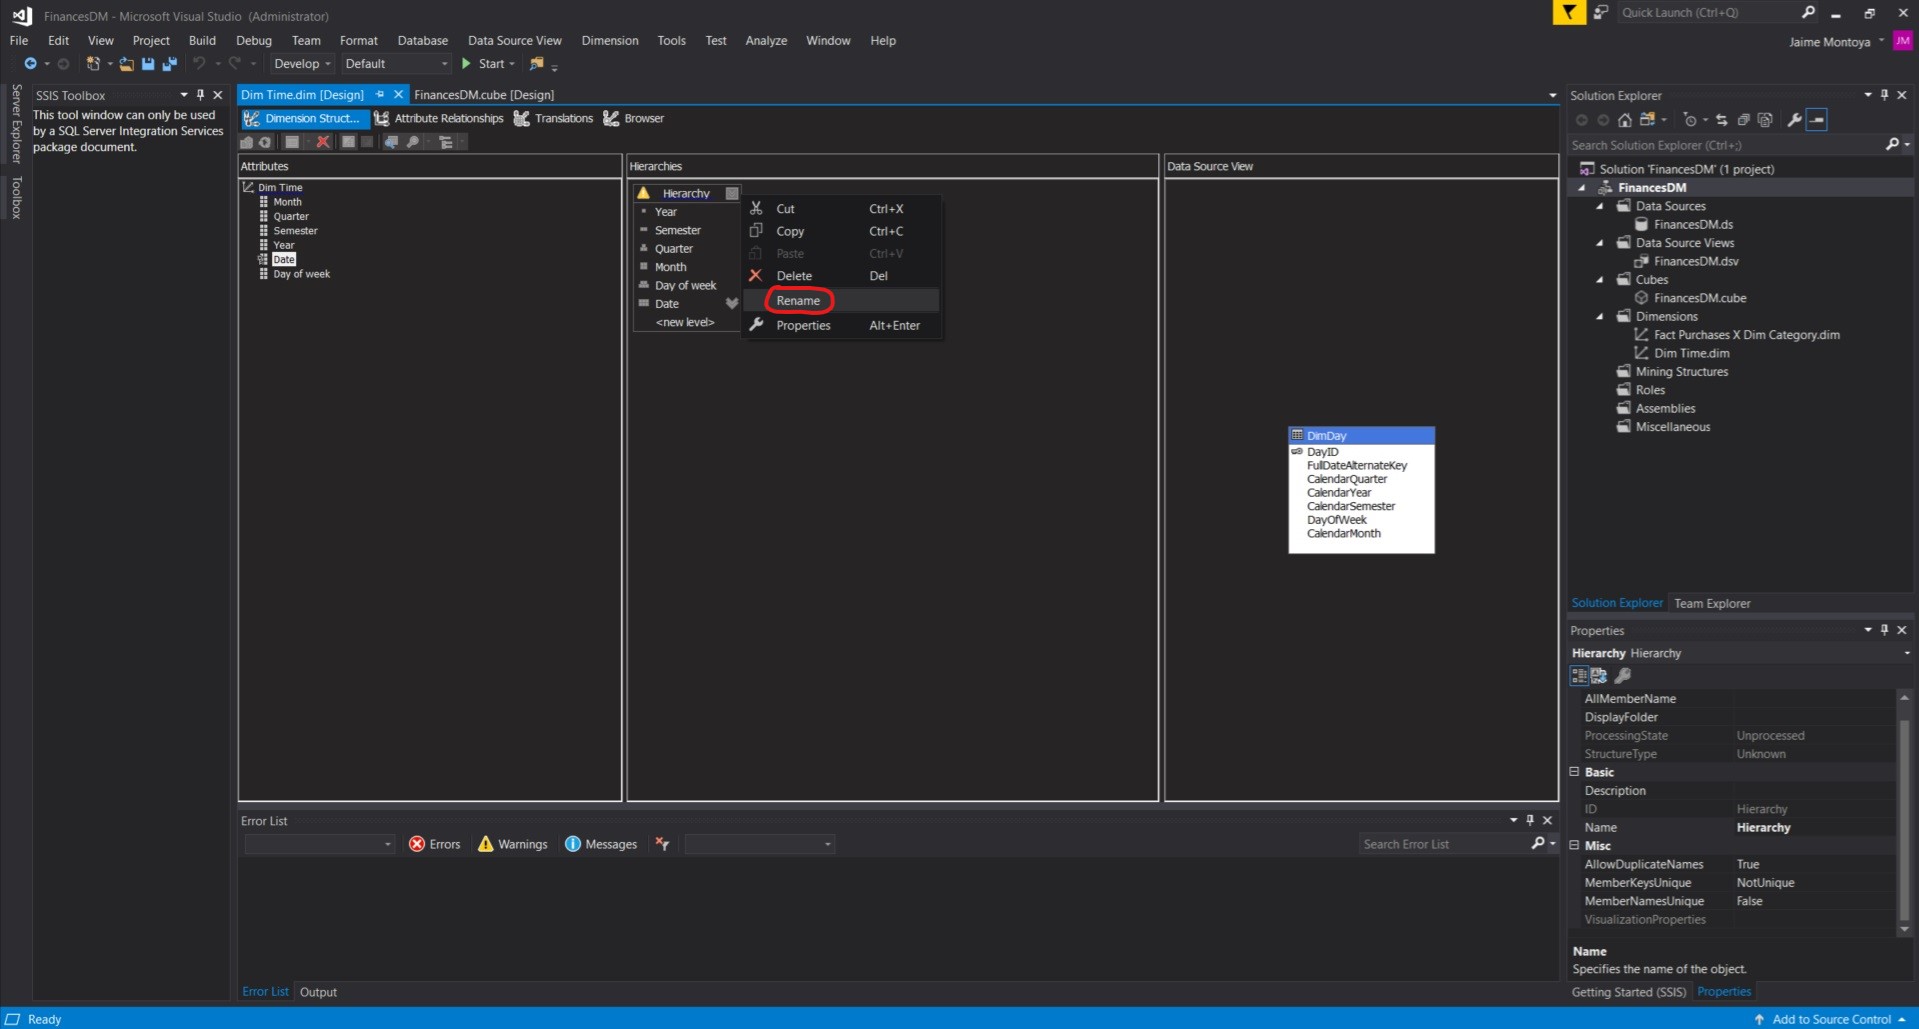 FinancesDM - Microsoft Visual Studio (Administrator)
Quick Launch (Ctrl+Q)
File Edit View Project Build Debug Team Format Database Data Source View Dimension Tools Test Analyze Window Help
Jaime Montoya JM
Develop Default Start
Server Explorer
Toolbox
SSIS Toolbox
This tool window can only be used
by a SQL Server Integration Services
package document.
Dim Time.dim [Design] FinancesDM.cube [Design]
Dimension Struct... Attribute Relationships Translations Browser
Attributes
Dim Time
Month
Quarter
Semester
Year
Date
Day of week
Hierarchies
Hierarchy
Year
Semester
Quarter
Month
Day of week
Date
<new level>
Cut Ctrl+X
Copy Ctrl+C
Paste Ctrl+V
Delete Del
Rename
Properties Alt+Enter
Data Source View
DimDay
DayID
FullDateAlternateKey
CalendarQuarter
CalendarYear
CalendarSemester
DayOfWeek
CalendarMonth
Error List
Errors Warnings Messages
Search Error List
Error List Output
Solution Explorer
Search Solution Explorer (Ctrl+;)
Solution 'FinancesDM' (1 project)
FinancesDM
Data Sources
FinancesDM.ds
Data Source Views
FinancesDM.dsv
Cubes
FinancesDM.cube
Dimensions
Fact Purchases X Dim Category.dim
Dim Time.dim
Mining Structures
Roles
Assemblies
Miscellaneous
Solution Explorer Team Explorer
Properties
Hierarchy Hierarchy
AllMemberName
DisplayFolder
ProcessingState Unprocessed
StructureType Unknown
Basic
Description
ID Hierarchy
Name Hierarchy
Misc
AllowDuplicateNames True
MemberKeysUnique NotUnique
MemberNamesUnique False
VisualizationProperties
Name
Specifies the name of the object.
Getting Started (SSIS) Properties
Ready
Add to Source Control